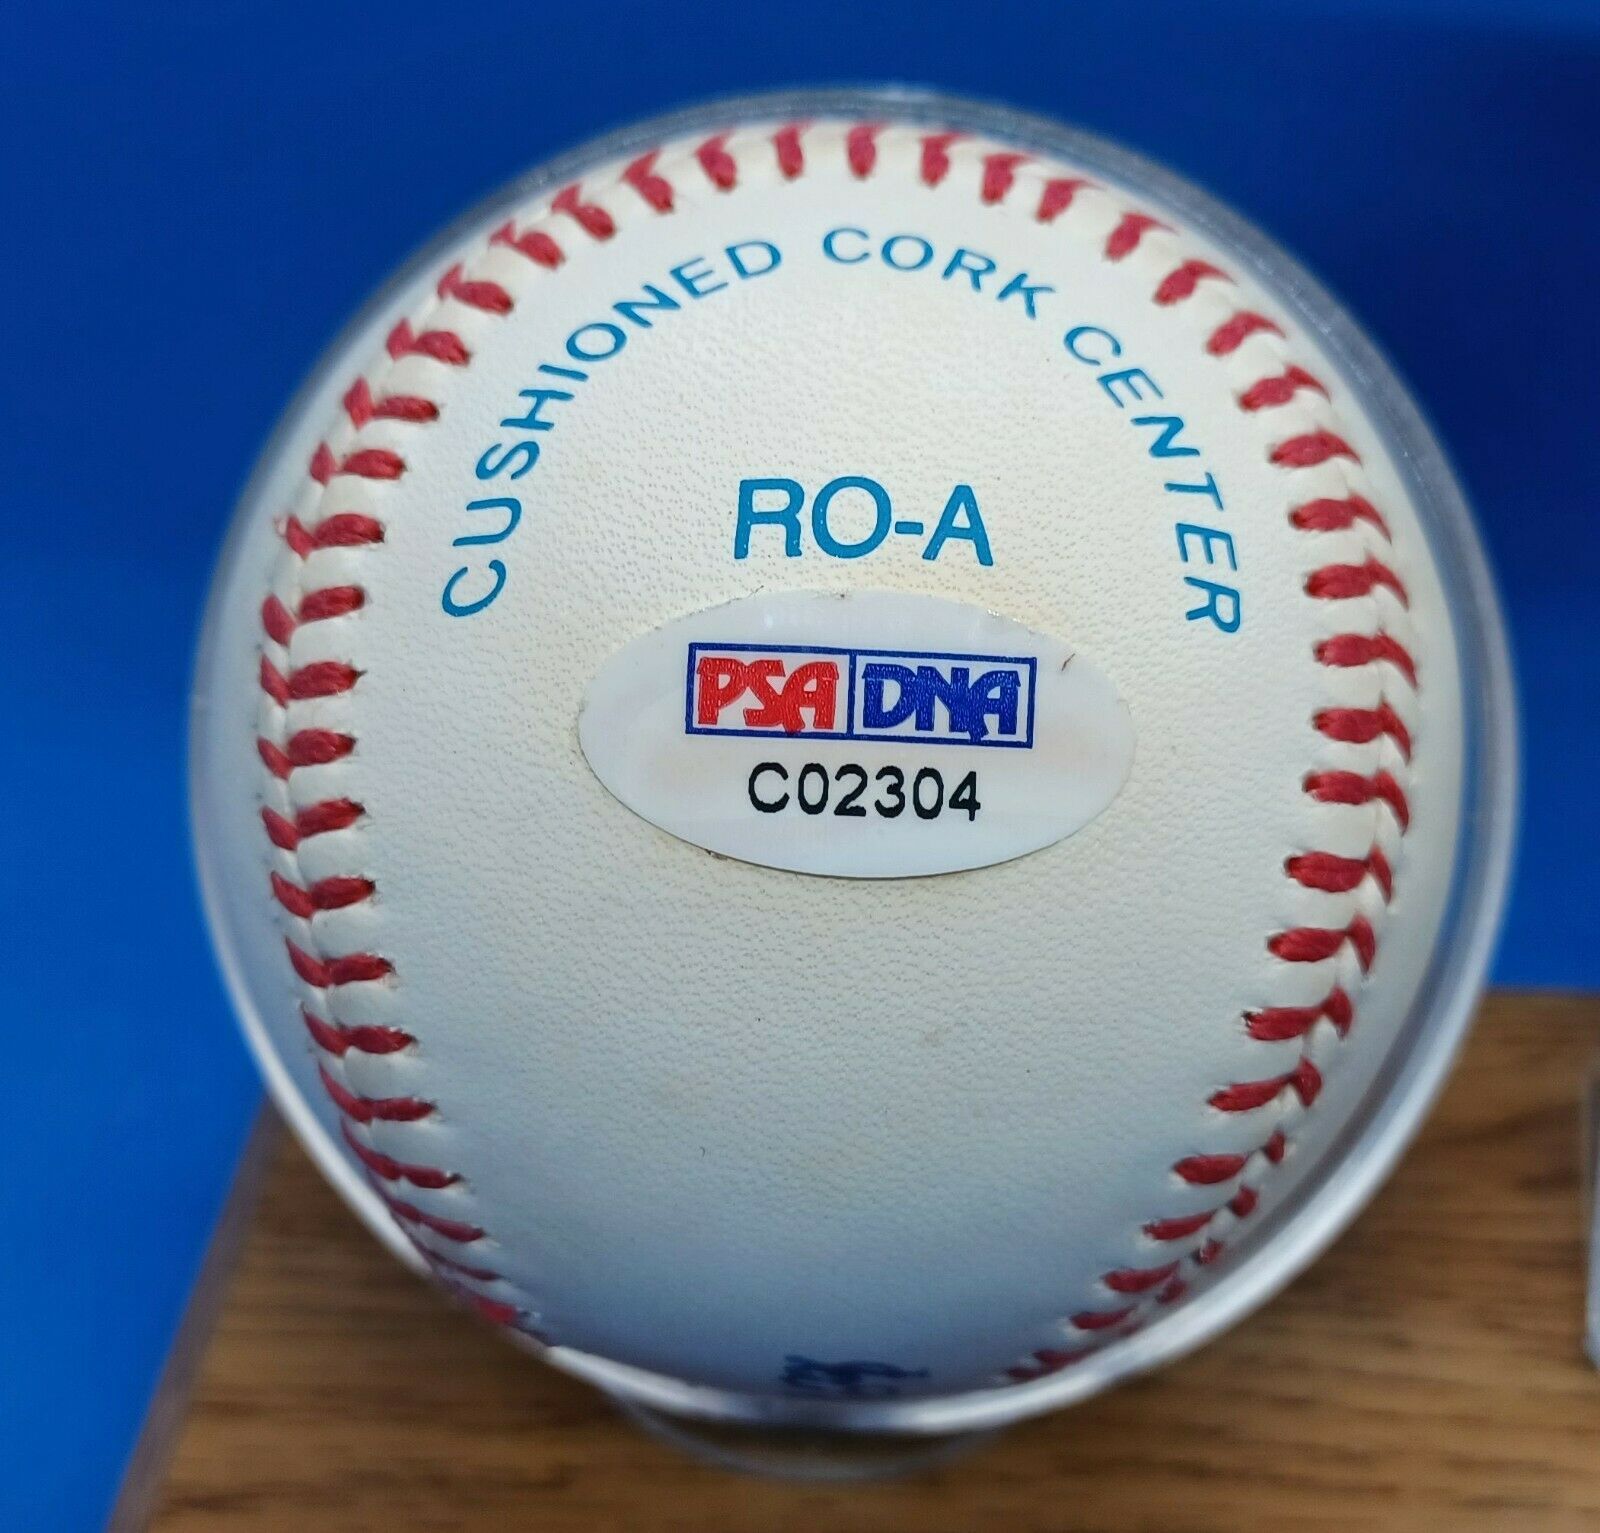 CUSHIONED CORK CENTER
RO-A
PSA DNA
C02304